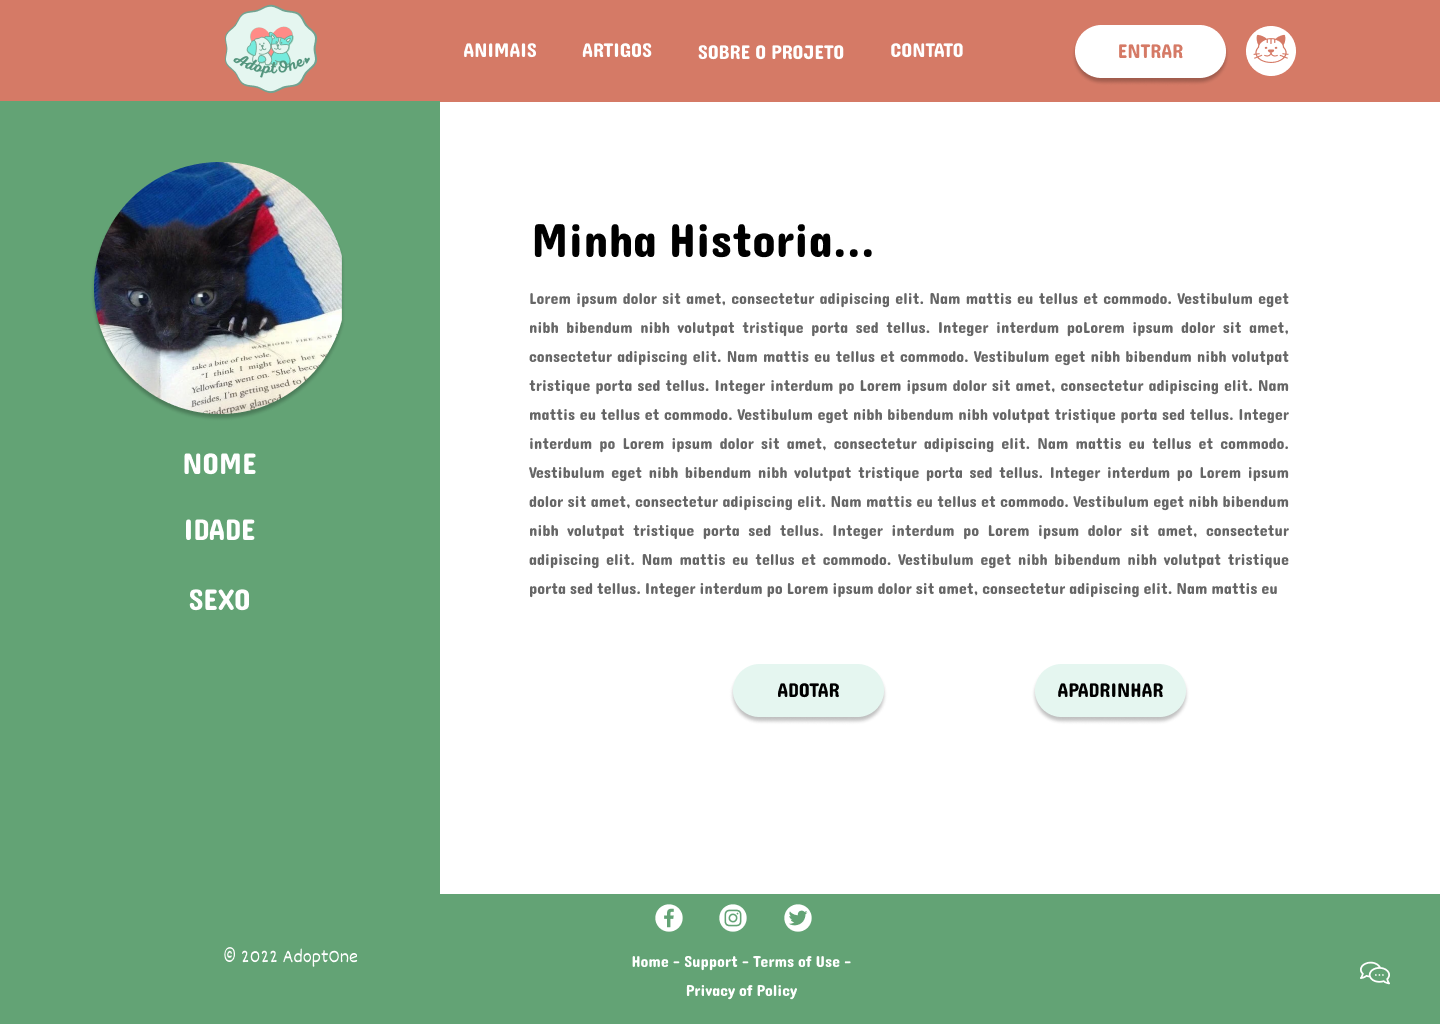 AdoptOne
ANIMAIS
ARTIGOS
SOBRE O PROJETO
CONTATO
ENTRAR
WARRIORS: FIRE AND
take a bite of the vole.
"I think I might keep her
Yellowfang went on. "She's
Besides, I'm getting used to
glanced
NOME
IDADE
SEXO
Minha Historia...
Lorem ipsum dolor sit amet, consectetur adipiscing elit. Nam mattis eu tellus et commodo. Vestibulum eget
nibh bibendum nibh volutpat tristique porta sed tellus. Integer interdum poLorem ipsum dolor sit amet,
consectetur adipiscing elit. Nam mattis eu tellus et commodo. Vestibulum eget nibh bibendum nibh volutpat
tristique porta sed tellus. Integer interdum po Lorem ipsum dolor sit amet, consectetur adipiscing elit. Nam
mattis eu tellus et commodo. Vestibulum eget nibh bibendum nibh volutpat tristique porta sed tellus. Integer
interdum po Lorem ipsum dolor sit amet, consectetur adipiscing elit. Nam mattis eu tellus et commodo.
Vestibulum eget nibh bibendum nibh volutpat tristique porta sed tellus. Integer interdum po Lorem ipsum
dolor sit amet, consectetur adipiscing elit. Nam mattis eu tellus et commodo. Vestibulum eget nibh bibendum
nibh volutpat tristique porta sed tellus. Integer interdum po Lorem ipsum dolor sit amet, consectetur
adipiscing elit. Nam mattis eu tellus et commodo. Vestibulum eget nibh bibendum nibh volutpat tristique
porta sed tellus. Integer interdum po Lorem ipsum dolor sit amet, consectetur adipiscing elit. Nam mattis eu
ADOTAR
APADRINHAR
© 2022 AdoptOne
Home - Support - Terms of Use -
Privacy of Policy